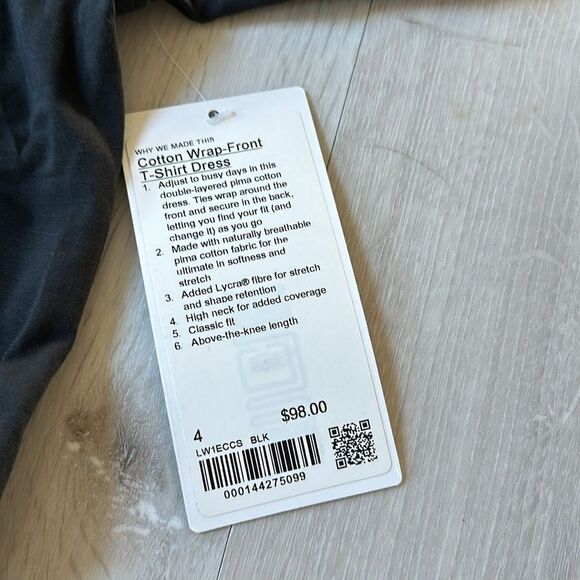 WHY WE MADE THIS
Cotton Wrap-Front
T-Shirt Dress
1. Adjust to busy days in this
double-layered pima cotton
dress. Ties wrap around the
front and secure in the back,
letting you find your fit (and
change it) as you go
2. Made with naturally breathable
pima cotton fabric for the
ultimate in softness and
stretch
3. Added Lycra® fibre for stretch
and shape retention
4. High neck for added coverage
5. Classic fit
6. Above-the-knee length
4 $98.00
LW1ECCS BLK
000144275099